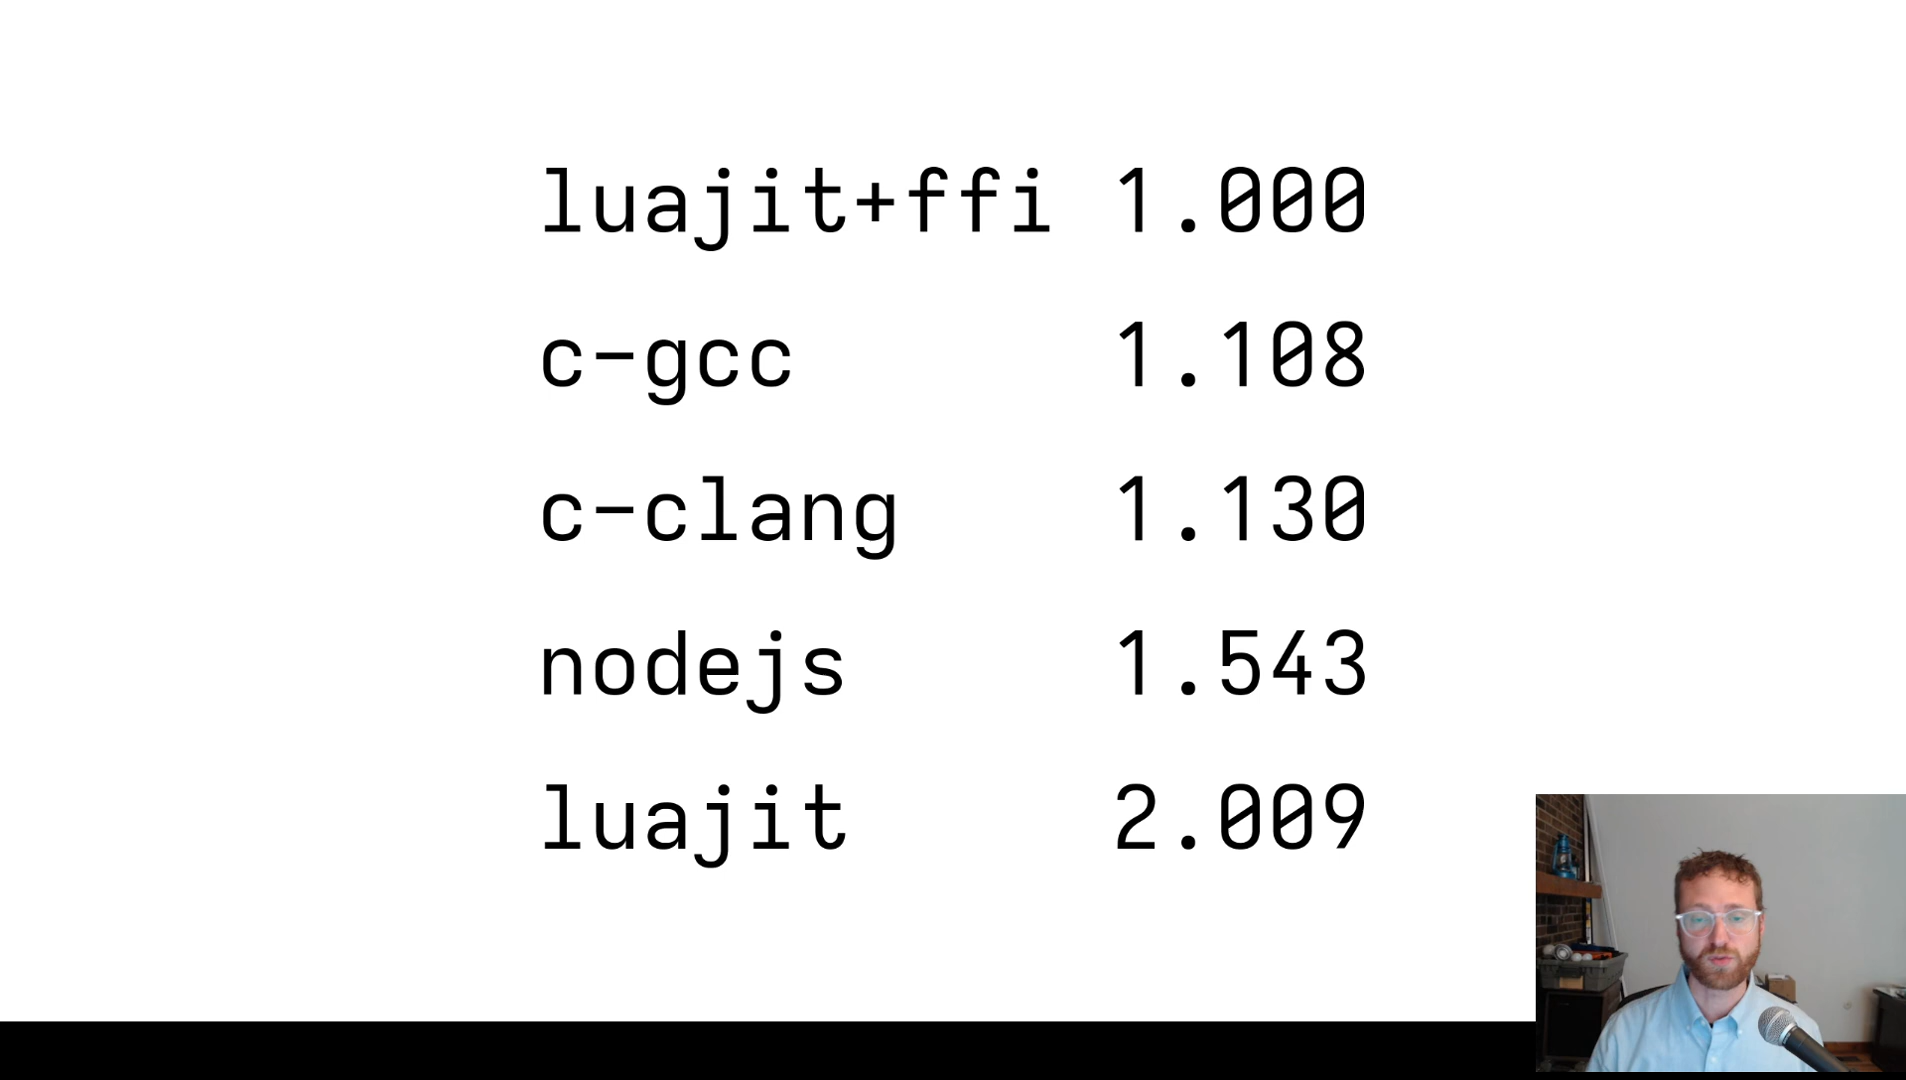 luajit+ffi 1.000
c-gcc 1.108
c-clang 1.130
nodejs 1.543
luajit 2.009